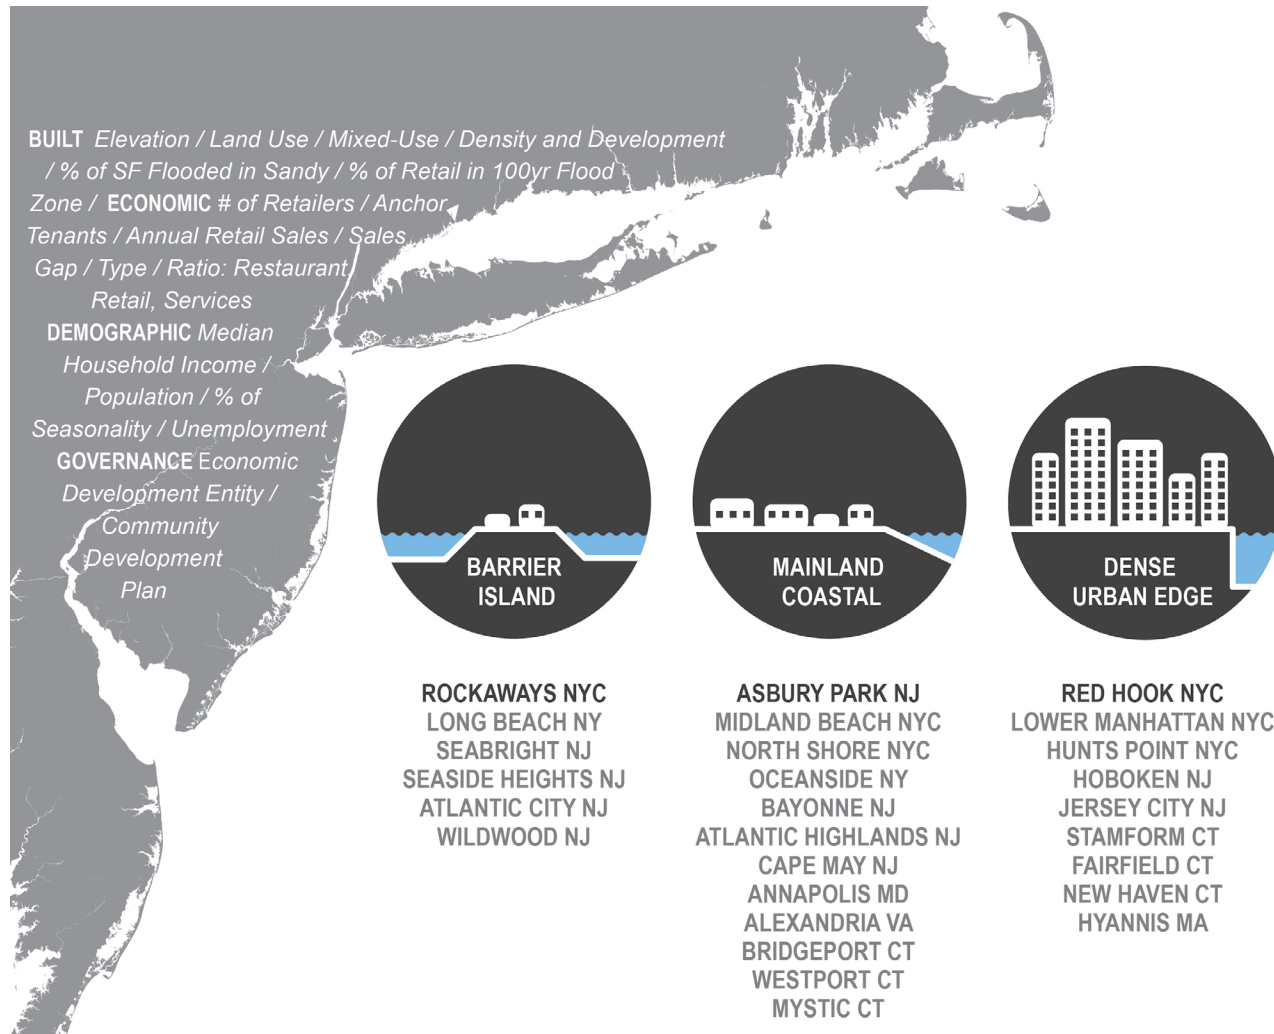 BUILT Elevation / Land Use / Mixed-Use / Density and Development
/ % of SF Flooded in Sandy / % of Retail in 100yr Flood
Zone / ECONOMIC # of Retailers / Anchor
Tenants / Annual Retail Sales / Sales
Gap / Type / Ratio: Restaurant,
Retail, Services
DEMOGRAPHIC Median
Household Income /
Population / % of
Seasonality / Unemployment
GOVERNANCE Economic
Development Entity /
Community
Development
Plan
BARRIER
ISLAND
ROCKAWAYS NYC
LONG BEACH NY
SEABRIGHT NJ
SEASIDE HEIGHTS NJ
ATLANTIC CITY NJ
WILDWOOD NJ
MAINLAND
COASTAL
ASBURY PARK NJ
MIDLAND BEACH NYC
NORTH SHORE NYC
OCEANSIDE NY
BAYONNE NJ
ATLANTIC HIGHLANDS NJ
CAPE MAY NJ
ANNAPOLIS MD
ALEXANDRIA VA
BRIDGEPORT CT
WESTPORT CT
MYSTIC CT
DENSE
URBAN EDGE
RED HOOK NYC
LOWER MANHATTAN NYC
HUNTS POINT NYC
HOBOKEN NJ
JERSEY CITY NJ
STAMFORM CT
FAIRFIELD CT
NEW HAVEN CT
HYANNIS MA